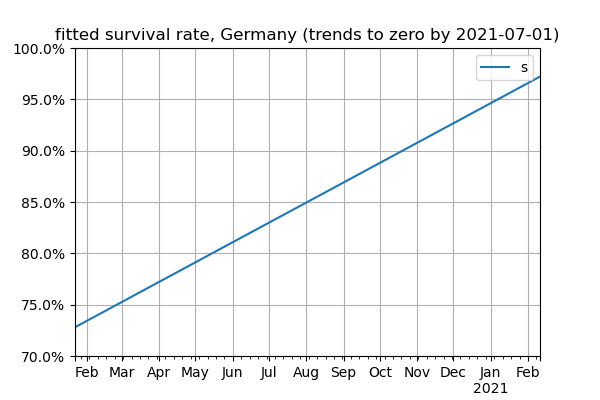 fitted survival rate, Germany (trends to zero by 2021-07-01)
100.0%
95.0%
90.0%
85.0%
80.0%
75.0%
70.0%
s
Feb Mar Apr May Jun Jul Aug Sep Oct Nov Dec Jan Feb
2021